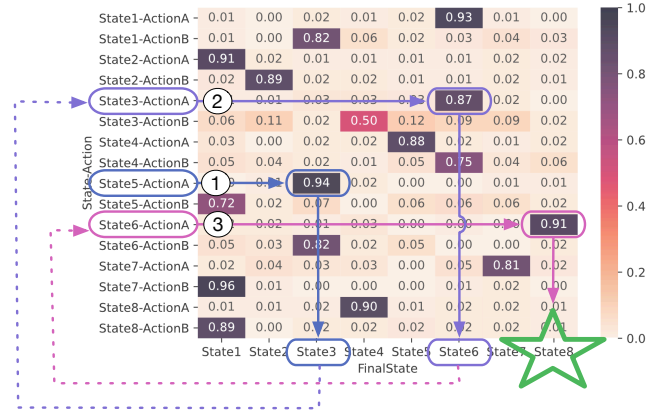 State1-ActionA 0.01 0.00 0.02 0.01 0.02 0.93 0.01 0.00 1.0
State1-ActionB 0.01 0.00 0.82 0.06 0.02 0.03 0.04 0.03
State2-ActionA 0.91 0.02 0.01 0.01 0.01 0.02 0.01 0.02
State2-ActionB 0.02 0.89 0.02 0.02 0.01 0.01 0.01 0.02 0.8
State3-ActionA 2 0.01 0.03 0.03 0.87 0.02 0.00
State3-ActionB 0.06 0.11 0.02 0.50 0.12 0.09 0.09 0.02
State4-ActionA 0.03 0.00 0.02 0.02 0.88 0.02 0.01 0.02 0.6
State4-ActionB 0.05 0.04 0.02 0.01 0.05 0.75 0.04 0.06
State5-ActionA 1 0.01 0.94 0.02 0.00 0.00 0.01 0.01
State5-ActionB 0.72 0.02 0.07 0.00 0.06 0.06 0.06 0.02 0.4
State6-ActionA 3 0.02 0.01 0.03 0.00 0.00 0.91
State6-ActionB 0.05 0.03 0.82 0.02 0.05 0.00 0.00 0.02
State7-ActionA 0.02 0.04 0.03 0.03 0.00 0.05 0.81 0.02 0.2
State7-ActionB 0.96 0.01 0.00 0.00 0.00 0.01 0.01 0.01
State8-ActionA 0.01 0.01 0.02 0.90 0.01 0.02 0.02 0.01
State8-ActionB 0.89 0.00 0.02 0.02 0.02 0.02 0.02 0.01 0.0
State1 State2 State3 State4 State5 State6 State7 State8
FinalState
State-Action